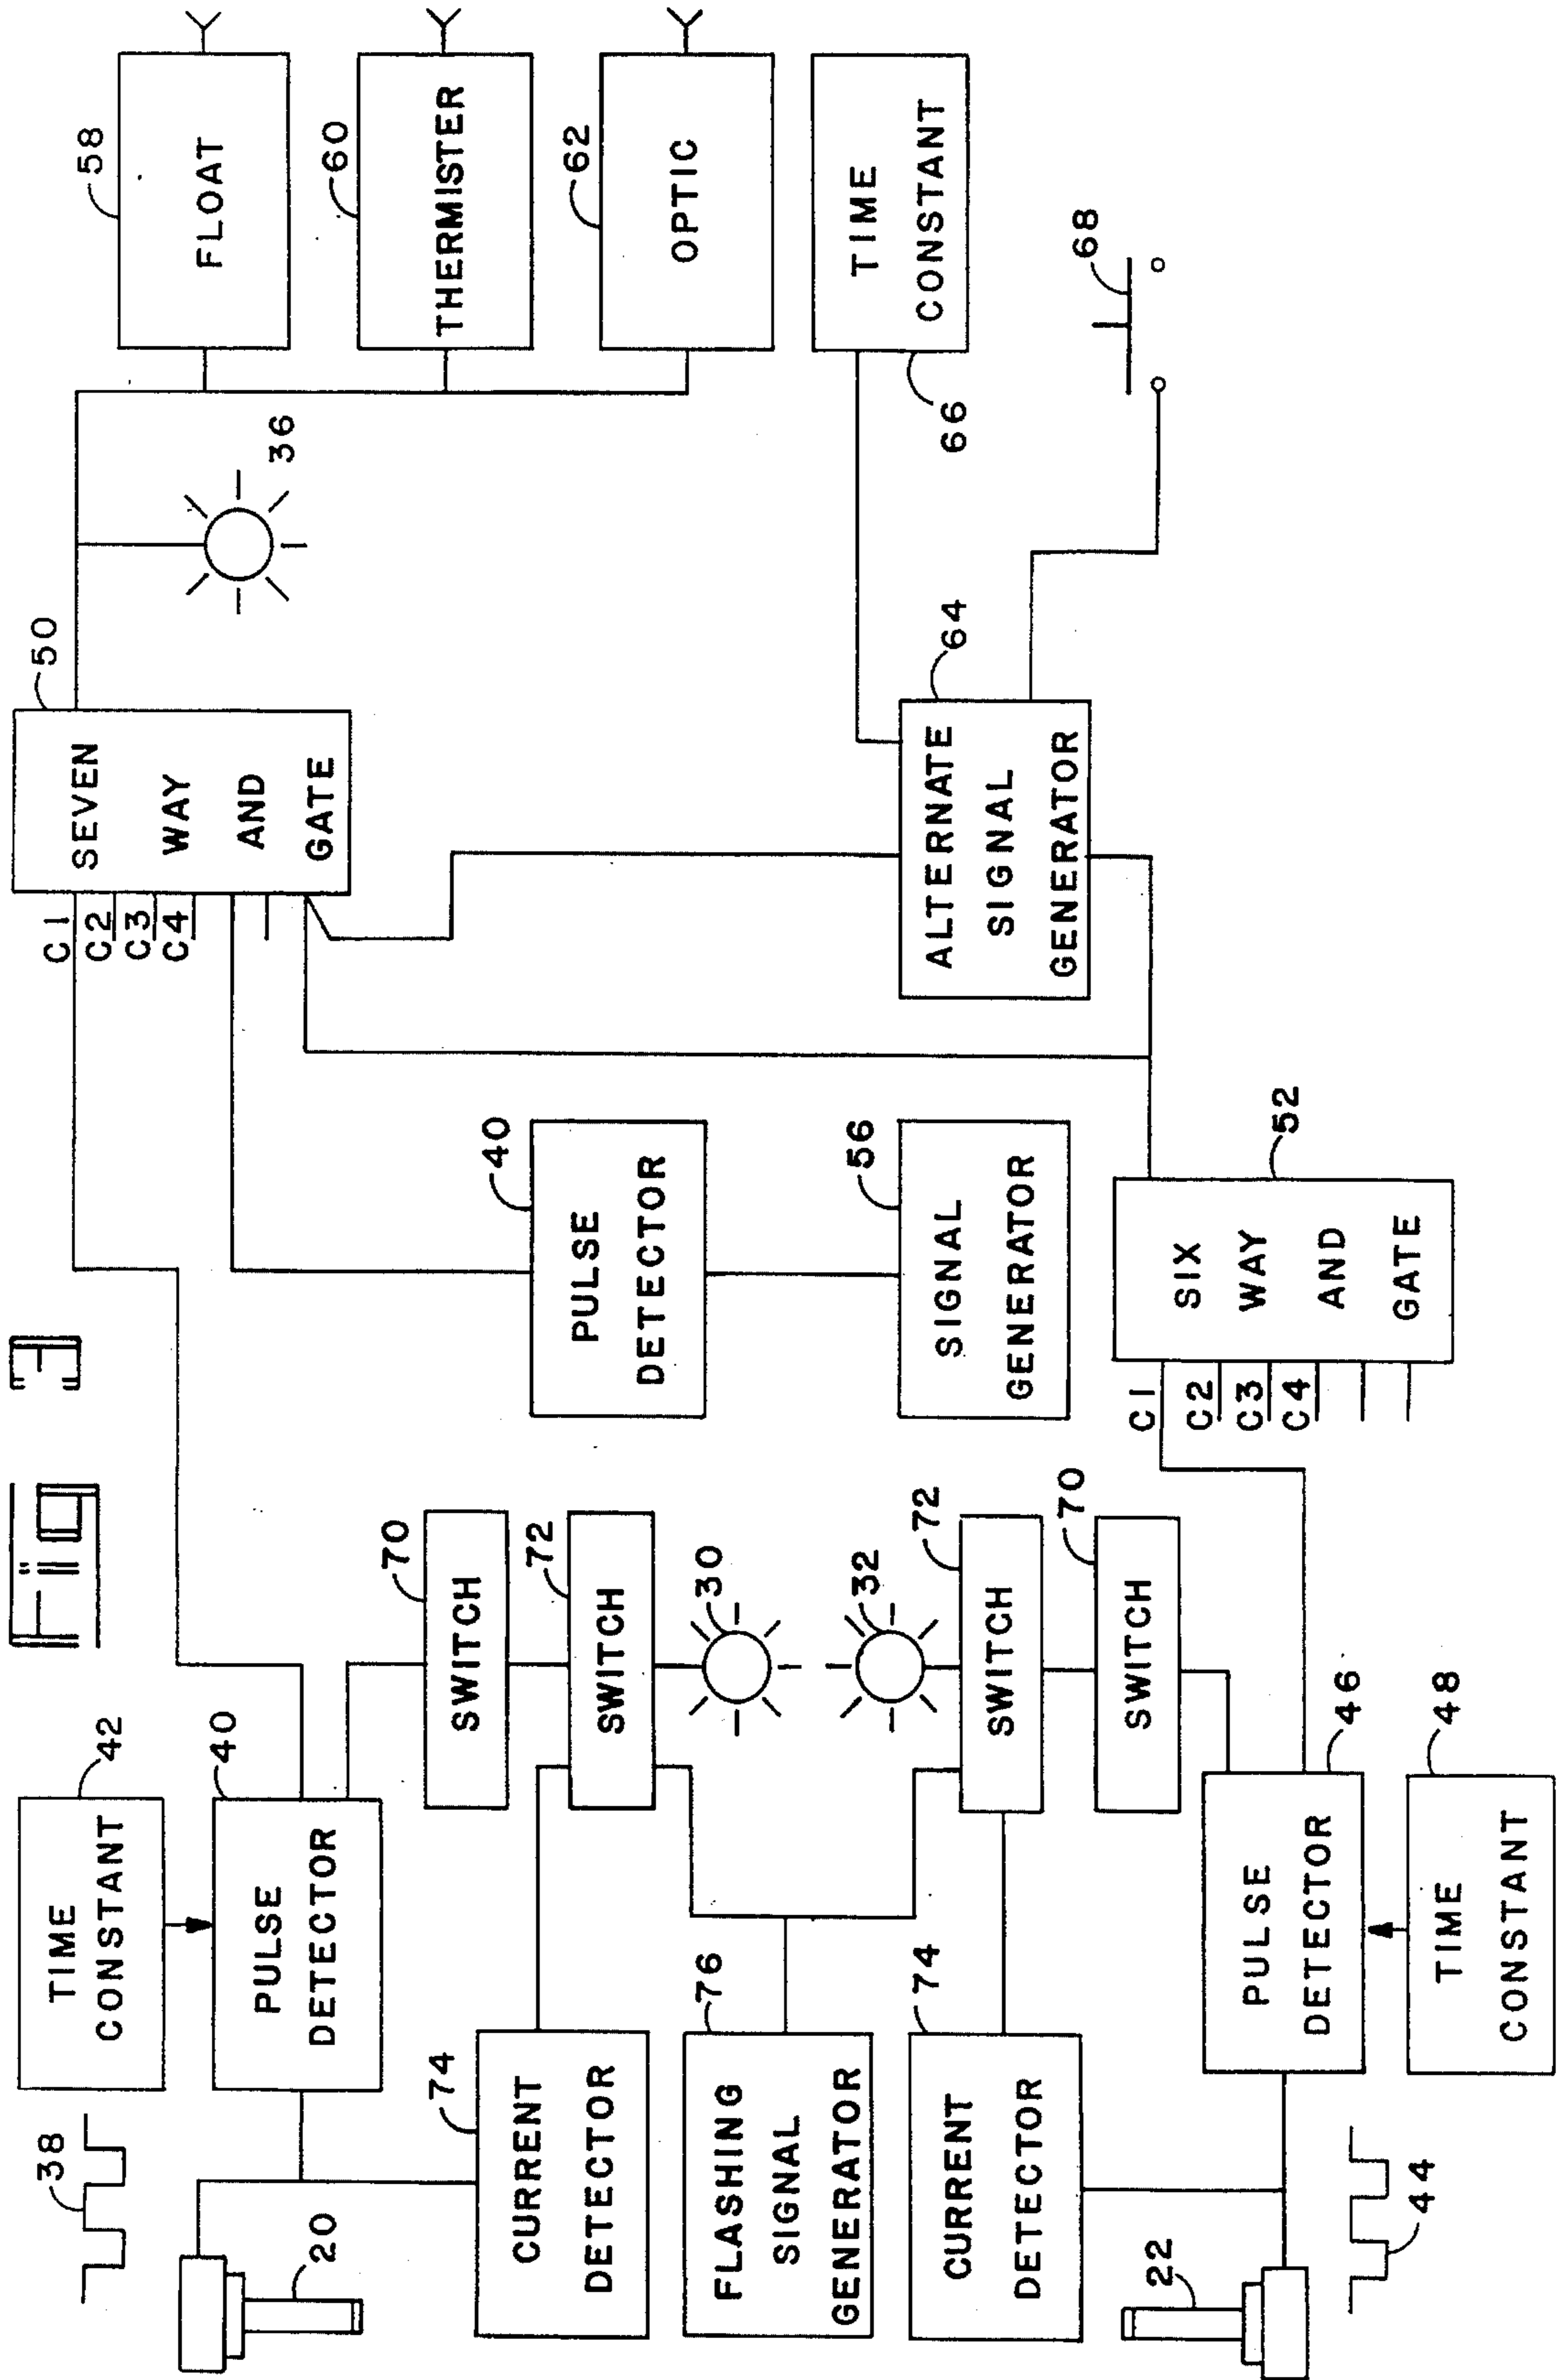 FIG. 3
38
42
TIME
CONSTANT
40
PULSE
DETECTOR
20
74
CURRENT
DETECTOR
70
SWITCH
72
SWITCH
30
76
FLASHING
SIGNAL
GENERATOR
32
72
SWITCH
70
SWITCH
74
CURRENT
DETECTOR
22
44
46
PULSE
DETECTOR
48
TIME
CONSTANT
40
PULSE
DETECTOR
56
SIGNAL
GENERATOR
C1
C2
C3
C4
52
SIX
WAY
AND
GATE
C1
C2
C3
C4
50
SEVEN
WAY
AND
GATE
36
64
ALTERNATE
SIGNAL
GENERATOR
58
FLOAT
60
THERMISTER
62
OPTIC
TIME
CONSTANT
66
68